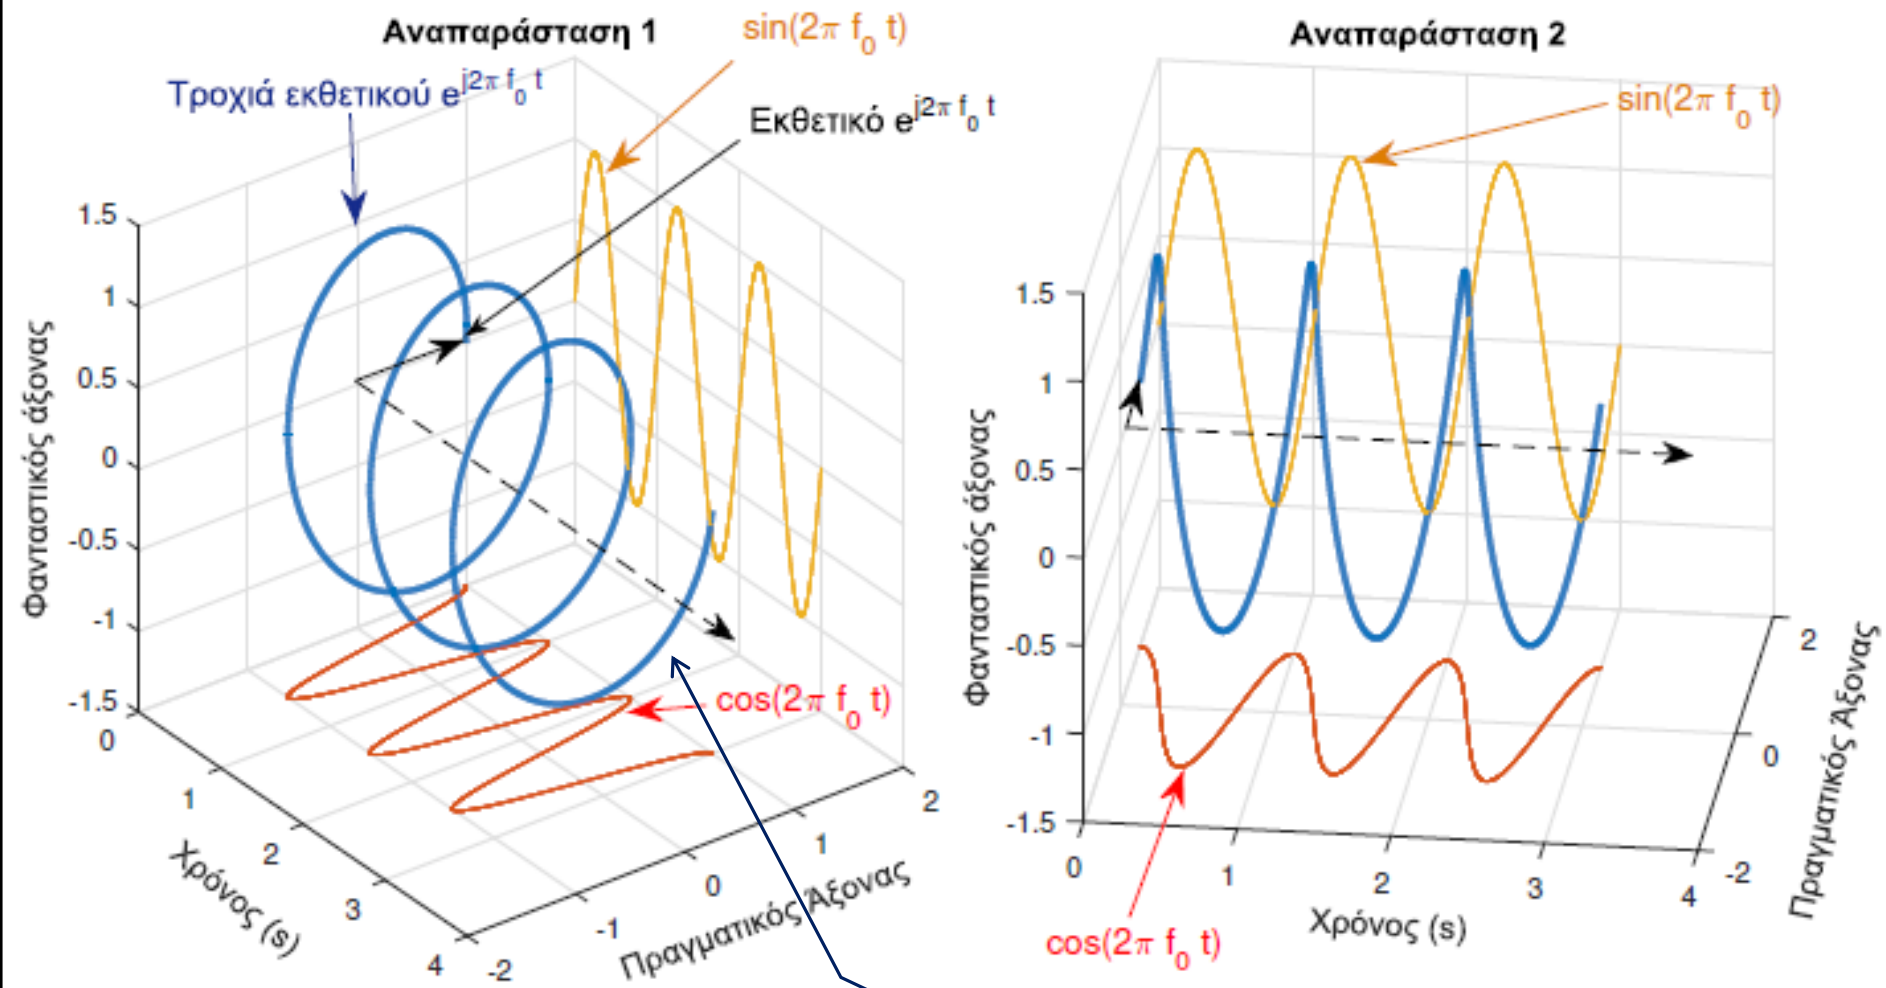 Αναπαράσταση 1
sin(2π f₀ t)
Τροχιά εκθετικού e^{j2π f₀ t}
Εκθετικό e^{j2π f₀ t}
1.5
1
0.5
0
-0.5
-1
-1.5
Φανταστικός άξονας
0
1
2
3
4
Χρόνος (s)
-2
-1
0
1
2
Πραγματικός Άξονας
cos(2π f₀ t)
Αναπαράσταση 2
sin(2π f₀ t)
1.5
1
0.5
0
-0.5
-1
-1.5
Φανταστικός άξονας
0
1
2
3
4
Χρόνος (s)
-2
0
2
Πραγματικός Άξονας
cos(2π f₀ t)